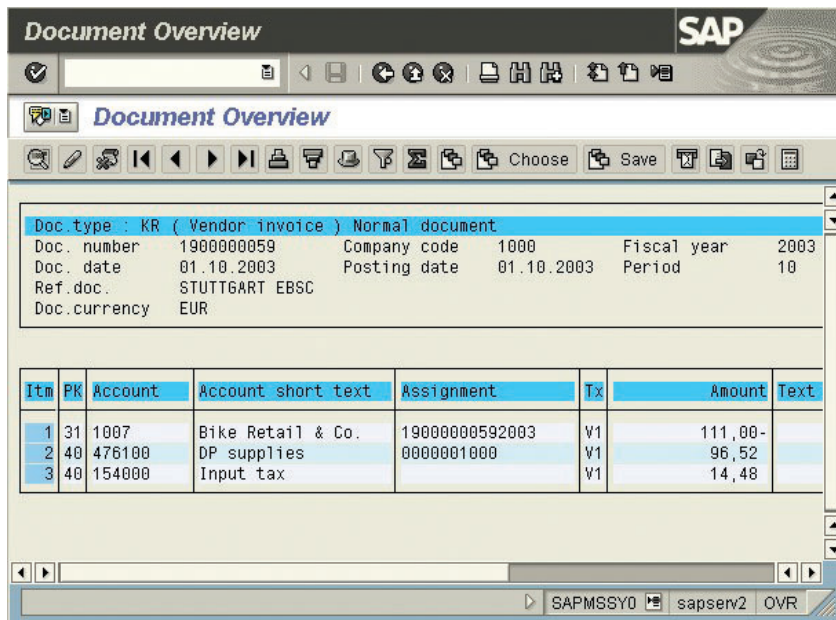 Document Overview
SAP
Document Overview
Choose Save
Doc.type : KR ( Vendor invoice ) Normal document
Doc. number 1900000059 Company code 1000 Fiscal year 2003
Doc. date 01.10.2003 Posting date 01.10.2003 Period 10
Ref.doc. STUTTGART EBSC
Doc.currency EUR
Itm PK Account Account short text Assignment Tx Amount Text
1 31 1007 Bike Retail & Co. 19000000592003 V1 111,00-
2 40 476100 DP supplies 0000001000 V1 96,52
3 40 154000 Input tax V1 14,48
SAPMSSY0 sapserv2 OVR